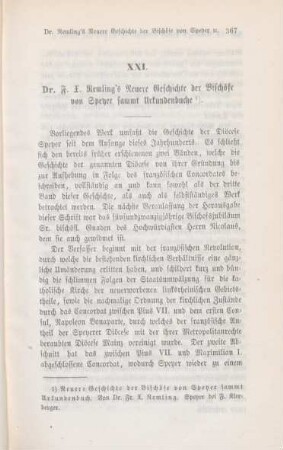 Dr. Remling's Neuere Geschichte der Bischöfe von Speyer ꝛc. 567
XXI.
Dr. F. X. Remling's Neuere Geschichte der Bischöfe
von Speyer sammt Urkundenbuche ¹).
Vorliegendes Werk umfaßt die Geschichte der Diöcese
Speyer seit dem Anfange dieses Jahrhunderts. Es schließt
sich den bereits früher erschienenen zwei Bänden, welche die
Geschichte der genannten Diöcese von ihrer Gründung bis
zur Aufhebung in Folge des französischen Concordates be
beschreiben, vollständig an und kann sowohl als der dritte
Band dieser Geschichte, als auch als selbstständiges Werk
betrachtet werden. Die nächste Veranlassung der Herausgabe
dieser Schrift war das fünfundzwanzigjährige Bischofsjubiläum
Sr. bischöfl. Gnaden des Hochwürdigsten Herrn Nicolaus,
dem sie auch gewidmet ist.
Der Verfasser beginnt mit der französischen Revolution,
durch welche die bestehenden kirchlichen Verhältnisse eine gänz
liche Umänderung erlitten haben, und schildert kurz und bün
dig die schlimmen Folgen der Staatsumwälzung für die ka
tholische Kirche der neuerworbenen linksrheinischen Gebiets
theile, sowie die nachmalige Ordnung der kirchlichen Zustände
durch das Concordat zwischen Pius VII. und dem ersten Con
sul, Napoleon Bonaparte, durch welches der französische An
theil der Speyerer Diöcese mit der ihrer Metropolitanrechte
beraubten Diöcese Mainz vereinigt wurde. In Folge
das auf das zwischen Pius VII. und Maximilian I.
abgeschlossene Concordat, wodurch Speyer wieder zu einem
¹) Neuere Geschichte der Bischöfe von Speyer sammt
Urkundenbuch. Von Dr. Fr. X. Remling. Speyer bei F.